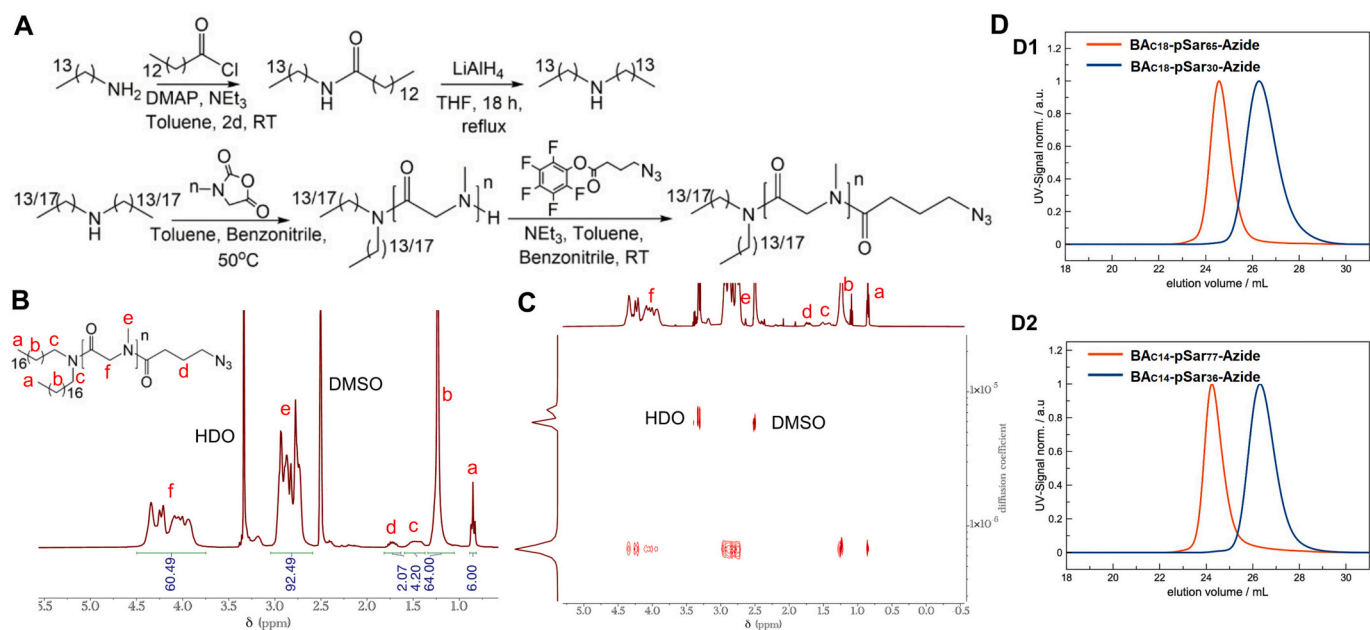 A
13
NH2
12
O
Cl
DMAP, NEt3
Toluene, 2d, RT
13
N
H
O
12
LiAlH4
THF, 18 h,
reflux
13
N
H
13
13/17
N
H
13/17
n
O
N
O
O
Toluene, Benzonitrile,
50°C
13/17
N
O
N
n
H
13/17
F
F
F
F
F
O
O
N3
NEt3, Toluene,
Benzonitrile, RT
13/17
N
O
N
n
O
N3
13/17
B
a
b
c
16
N
O
e
N
n
O
N3
a
b
c
f
d
16
f
HDO
e
DMSO
d
c
b
a
60.49
92.49
2.07
4.20
64.00
6.00
5.5 5.0 4.5 4.0 3.5 3.0 2.5 2.0 1.5 1.0
δ (ppm)
C
f
e
d
c
b
a
HDO
DMSO
1×10⁻⁵
1×10⁻⁶
diffusion coefficient
5.0 4.5 4.0 3.5 3.0 2.5 2.0 1.5 1.0 0.5 0.0 -0.5
δ (ppm)
D
D1
BAC18-pSar65-Azide
BAC18-pSar30-Azide
UV-Signal norm. / a.u.
1.2
1
0.8
0.6
0.4
0.2
0
18 20 22 24 26 28 30
elution volume / mL
D2
BAC14-pSar77-Azide
BAC14-pSar36-Azide
UV-Signal norm. / a.u
1.2
1
0.8
0.6
0.4
0.2
0
18 20 22 24 26 28 30
elution volume / mL